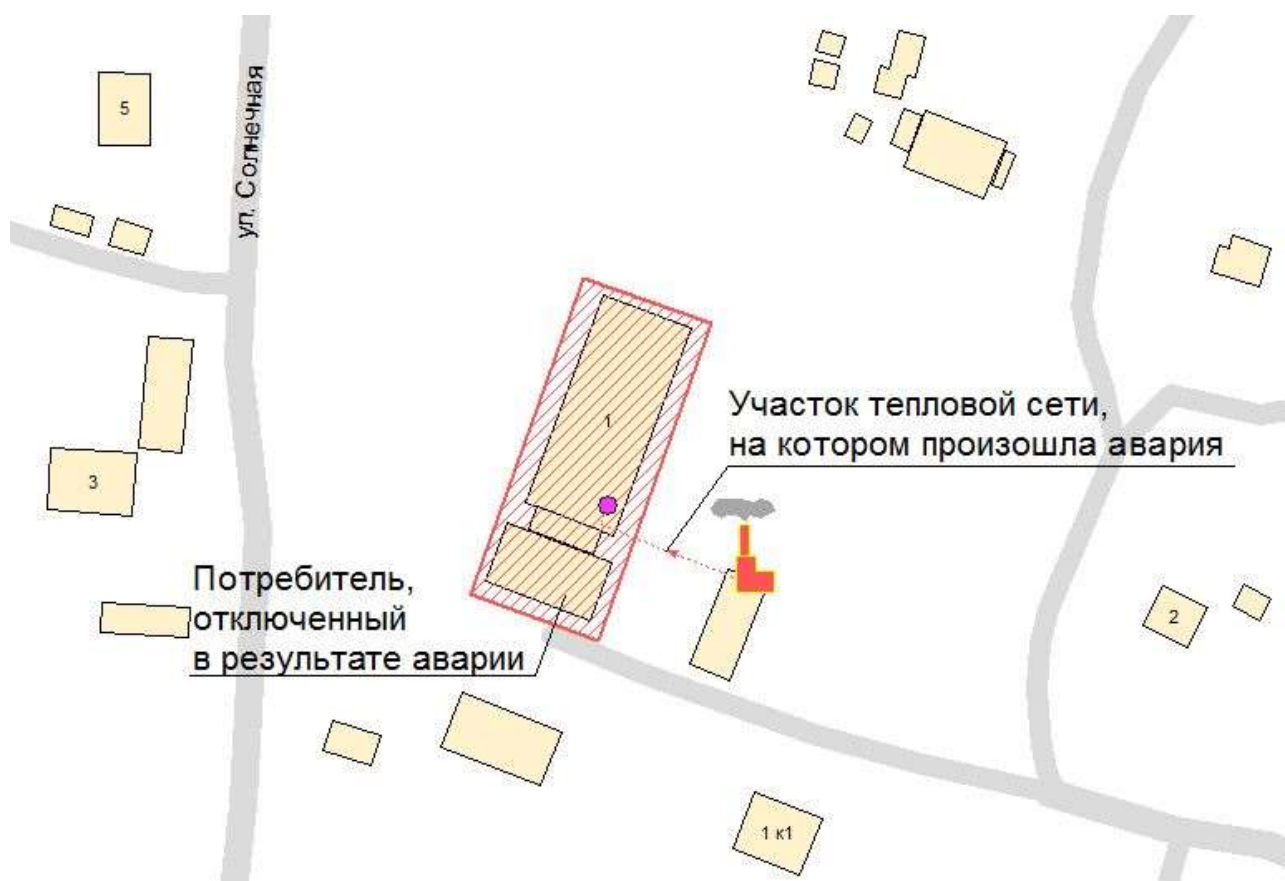 5
ул. Солнечная
1
Участок тепловой сети,
на котором произошла авария
3
Потребитель,
отключенный
в результате аварии
2
1 к1